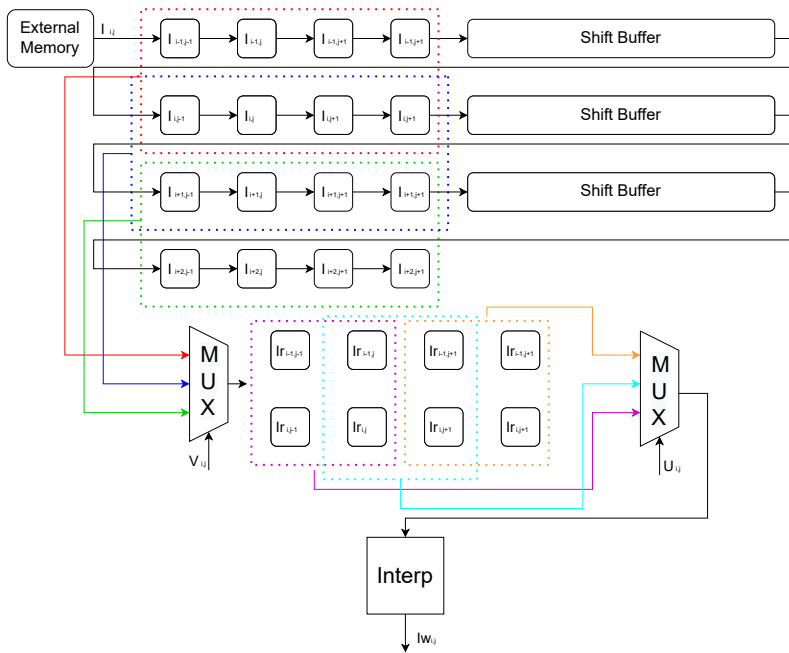 External
Memory
I i,j
I i-1,j-1
I i-1,j
I i-1,j+1
I i-1,j+1
Shift Buffer
I i,j-1
I i,j
I i,j+1
I i,j+1
Shift Buffer
I i+1,j-1
I i+1,j
I i+1,j+1
I i+1,j+1
Shift Buffer
I i+2,j-1
I i+2,j
I i+2,j+1
I i+2,j+1
M
U
X
V i,j
Ir i-1,j-1
Ir i-1,j
Ir i-1,j+1
Ir i-1,j+1
Ir i,j-1
Ir i,j
Ir i,j+1
Ir i,j+1
M
U
X
U i,j
Interp
Iw i,j